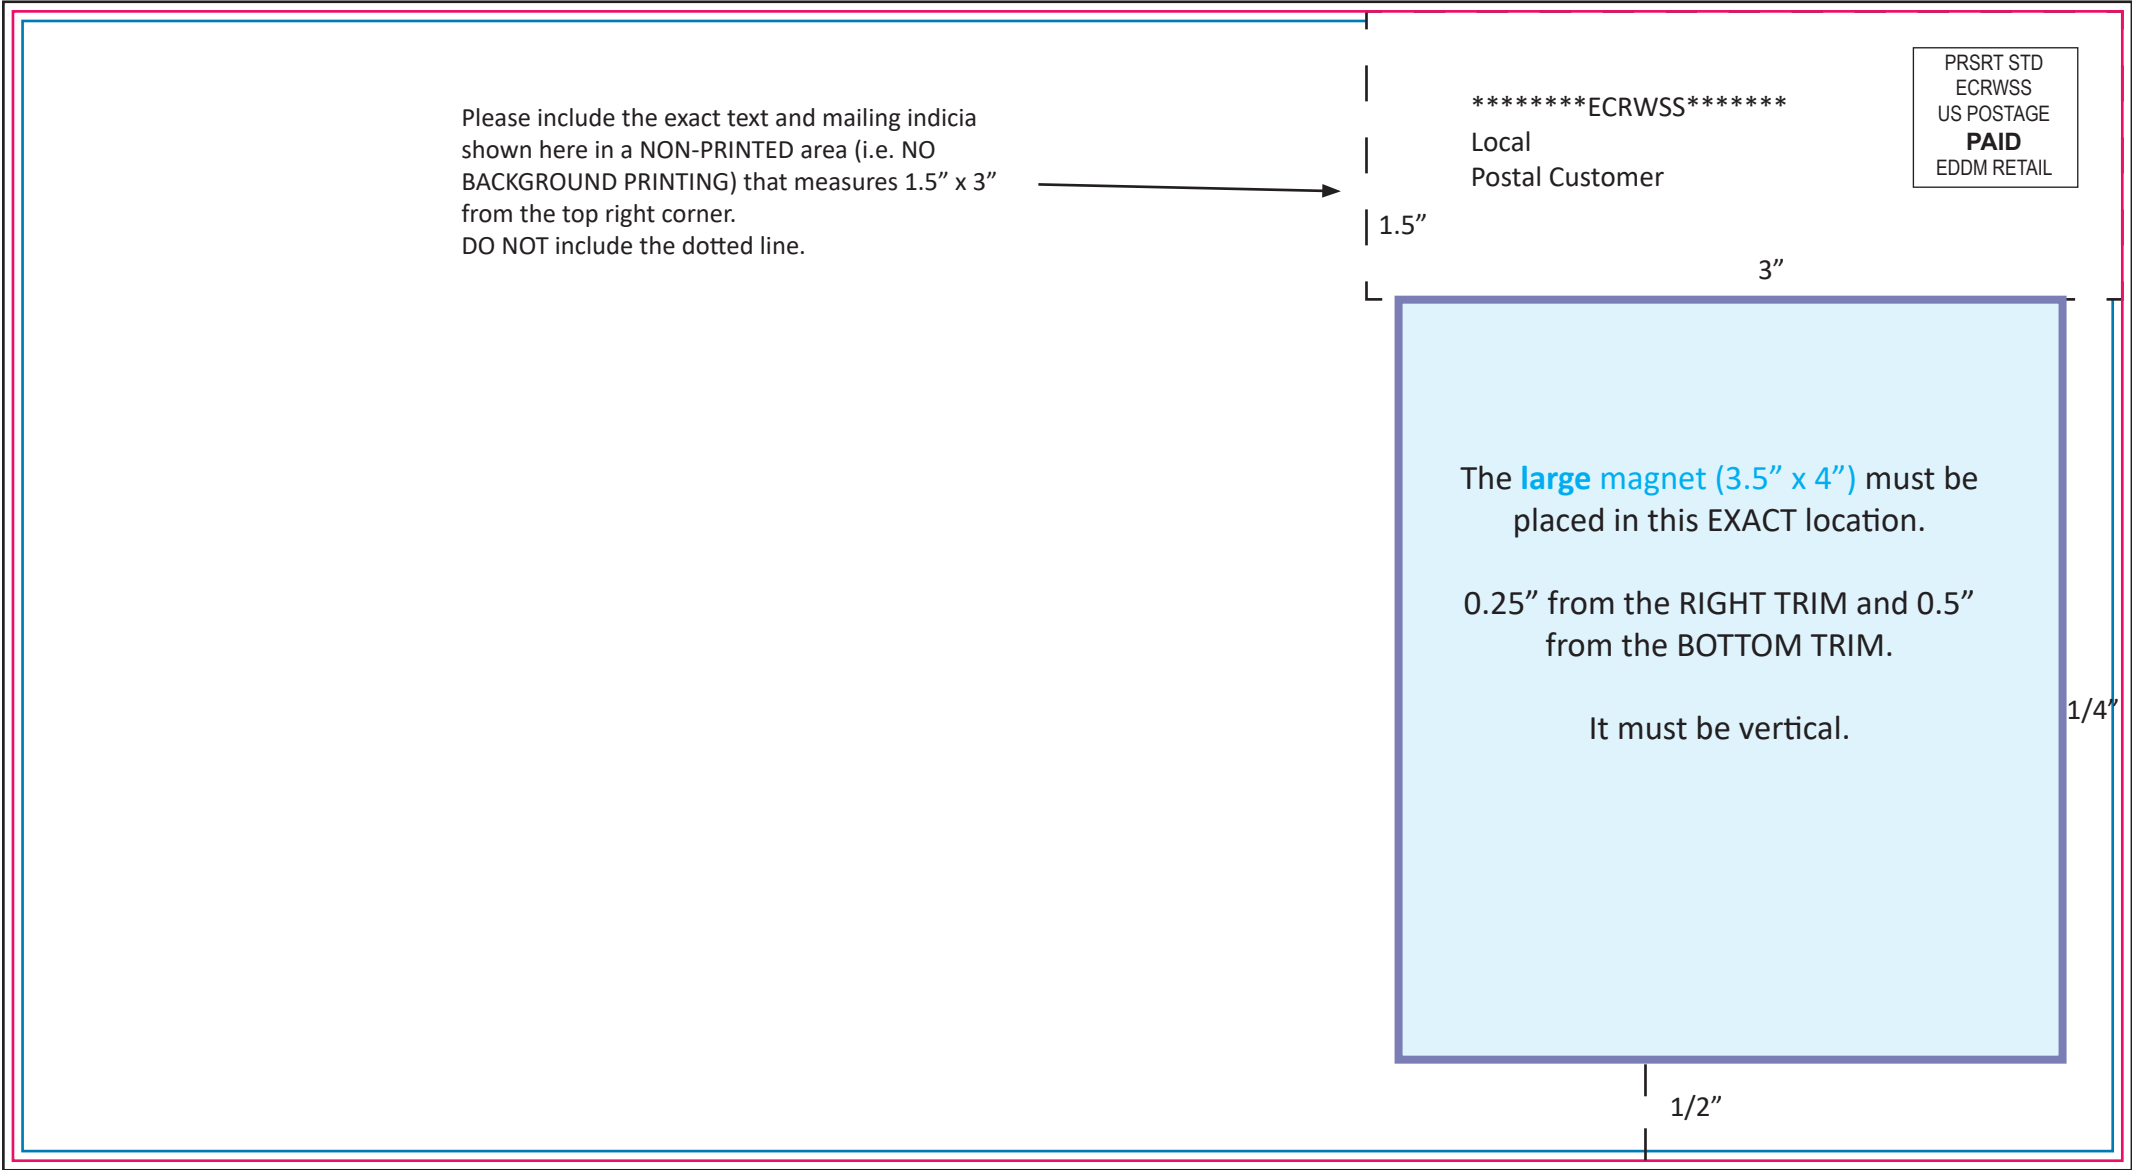 Please include the exact text and mailing indicia
shown here in a NON-PRINTED area (i.e. NO
BACKGROUND PRINTING) that measures 1.5” x 3”
from the top right corner.
DO NOT include the dotted line.
********ECRWSS*******
Local
Postal Customer
PRSRT STD
ECRWSS
US POSTAGE
PAID
EDDM RETAIL
1.5”
3”
The large magnet (3.5” x 4”) must be
placed in this EXACT location.
0.25” from the RIGHT TRIM and 0.5”
from the BOTTOM TRIM.
It must be vertical.
1/4”
1/2”